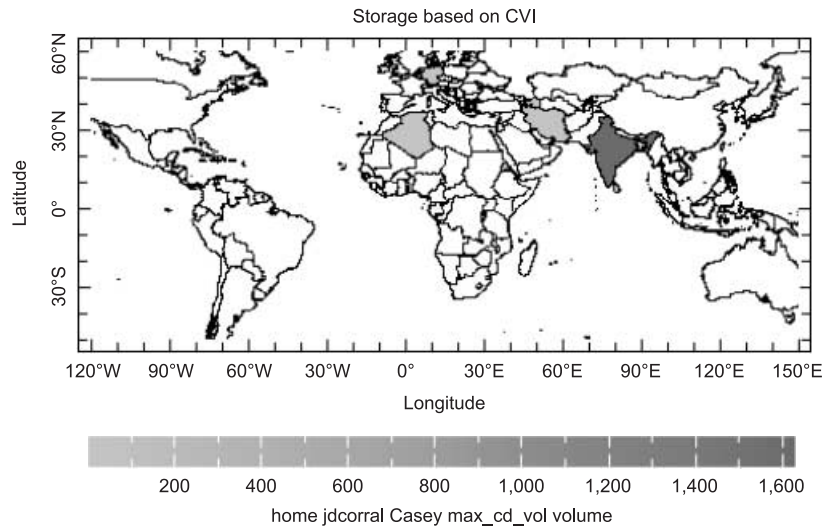 Storage based on CVI
60°N
30°N
0°
30°S
Latitude
120°W 90°W 60°W 30°W 0° 30°E 60°E 90°E 120°E 150°E
Longitude
200 400 600 800 1,000 1,200 1,400 1,600
home jdcorral Casey max_cd_vol volume